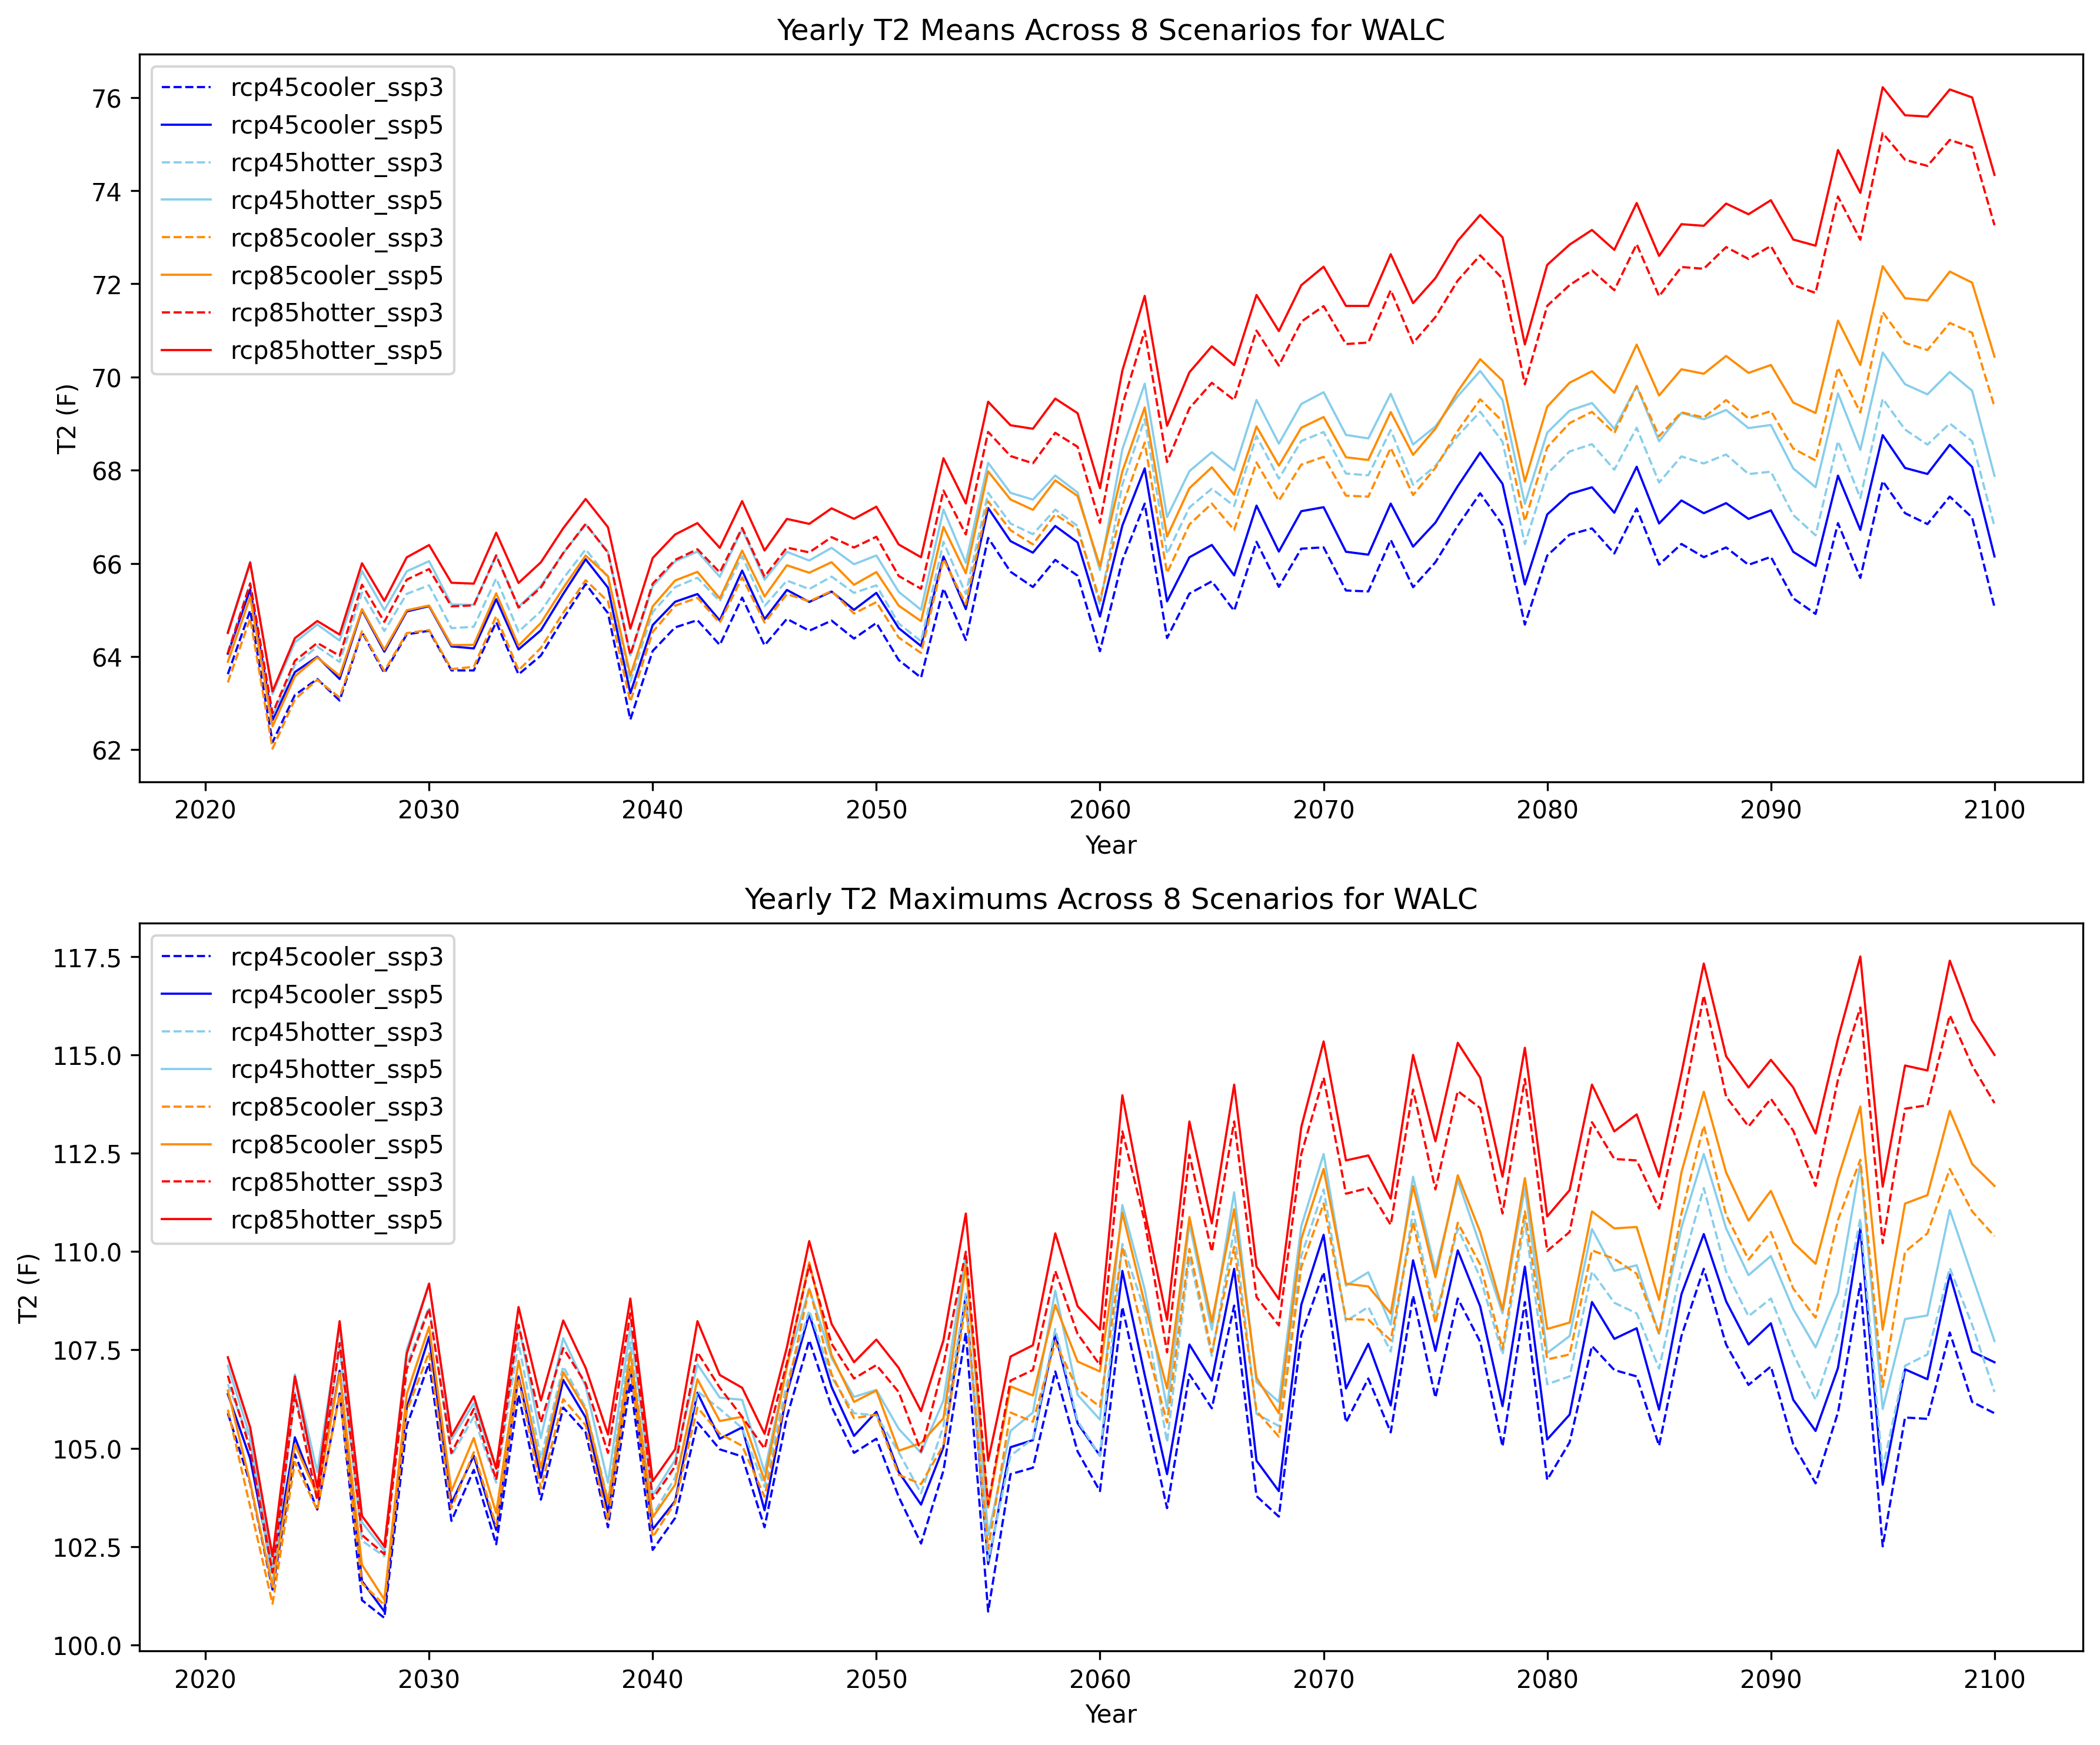 Yearly T2 Means Across 8 Scenarios for WALC
rcp45cooler_ssp3
rcp45cooler_ssp5
rcp45hotter_ssp3
rcp45hotter_ssp5
rcp85cooler_ssp3
rcp85cooler_ssp5
rcp85hotter_ssp3
rcp85hotter_ssp5
T2 (F)
76
74
72
70
68
66
64
62
2020 2030 2040 2050 2060 2070 2080 2090 2100
Year
Yearly T2 Maximums Across 8 Scenarios for WALC
rcp45cooler_ssp3
rcp45cooler_ssp5
rcp45hotter_ssp3
rcp45hotter_ssp5
rcp85cooler_ssp3
rcp85cooler_ssp5
rcp85hotter_ssp3
rcp85hotter_ssp5
T2 (F)
117.5
115.0
112.5
110.0
107.5
105.0
102.5
100.0
2020 2030 2040 2050 2060 2070 2080 2090 2100
Year